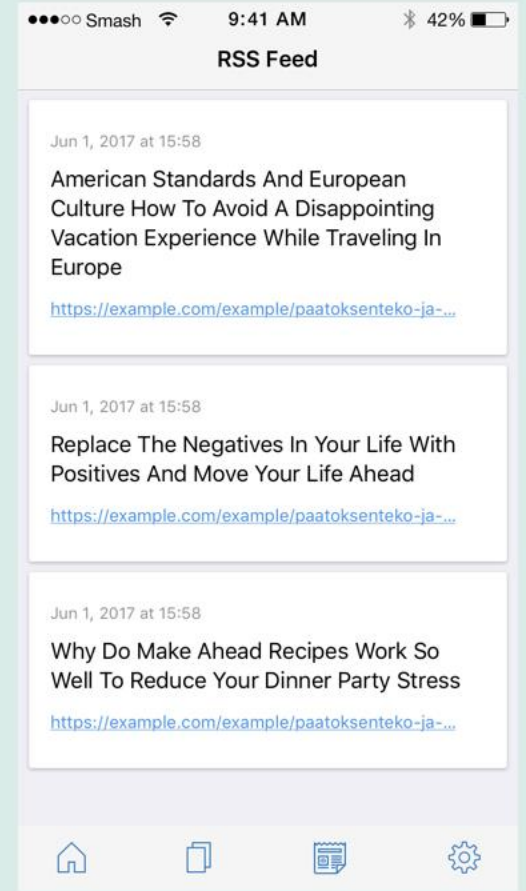 Smash 9:41 AM 42%
RSS Feed
Jun 1, 2017 at 15:58
American Standards And European
Culture How To Avoid A Disappointing
Vacation Experience While Traveling In
Europe
https://example.com/example/paatoksenteko-ja-...
Jun 1, 2017 at 15:58
Replace The Negatives In Your Life With
Positives And Move Your Life Ahead
https://example.com/example/paatoksenteko-ja-...
Jun 1, 2017 at 15:58
Why Do Make Ahead Recipes Work So
Well To Reduce Your Dinner Party Stress
https://example.com/example/paatoksenteko-ja-...